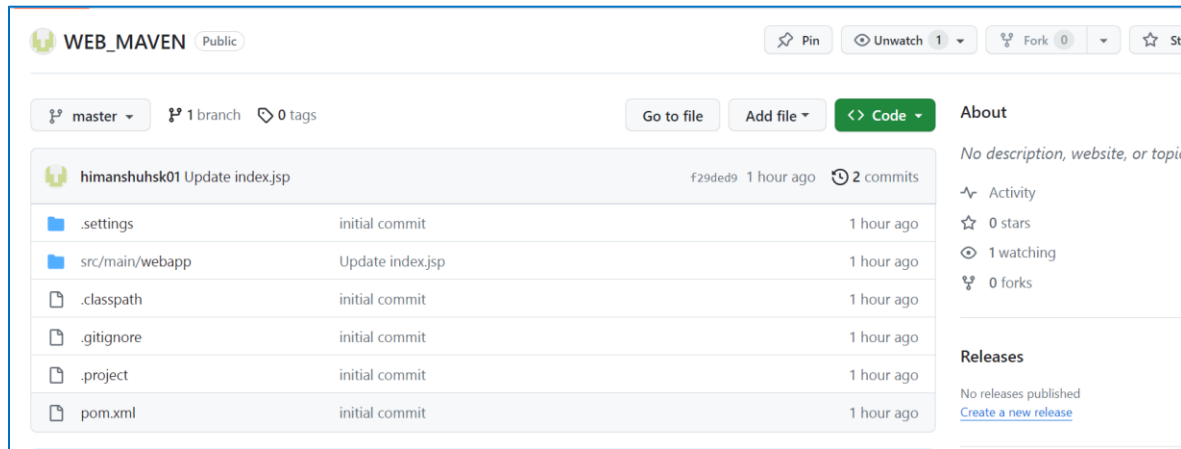 WEB_MAVEN Public Pin Unwatch 1 Fork 0
master 1 branch 0 tags Go to file Add file Code
himanshuhsk01 Update index.jsp f29ded9 1 hour ago 2 commits
.settings initial commit 1 hour ago
src/main/webapp Update index.jsp 1 hour ago
.classpath initial commit 1 hour ago
.gitignore initial commit 1 hour ago
.project initial commit 1 hour ago
pom.xml initial commit 1 hour ago
About
No description, website, or
Activity
0 stars
1 watching
0 forks
Releases
No releases published
Create a new release